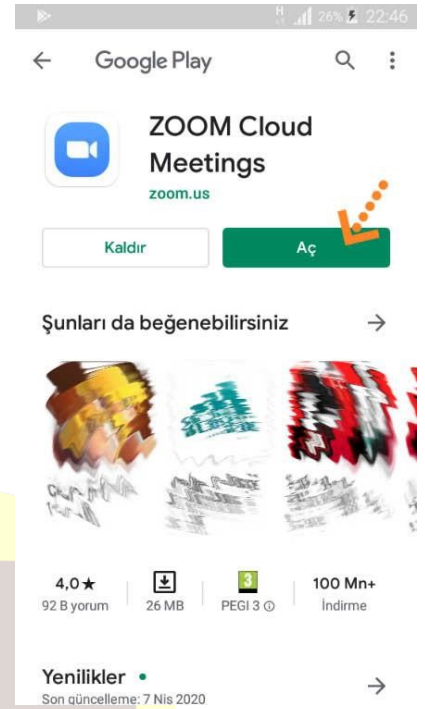 H 26% 22:46
Google Play
ZOOM Cloud
Meetings
zoom.us
Kaldır
Aç
Şunları da beğenebilirsiniz
4,0★
3
100 Mn+
92 B yorum
26 MB
PEGI 3
İndirme
Yenilikler
Son güncelleme: 7 Nis 2020